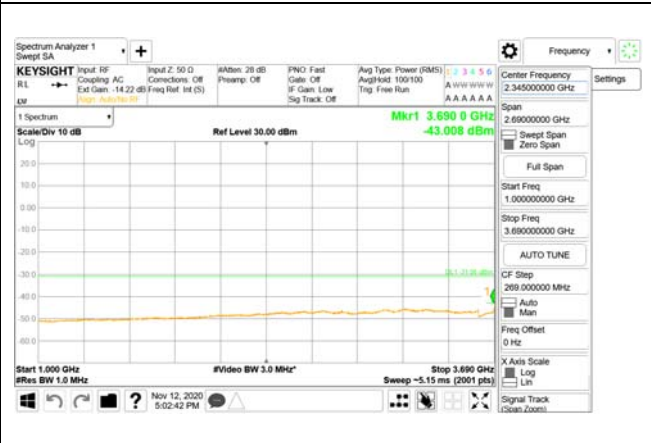 Spectrum Analyzer 1
Swept SA
+
Frequency
KEYSIGHT
RL
LXI
Input: RF
Coupling: AC
Ext Gain: -14.22 dB
Align: Auto/No RF
Input Z: 50 Ω
Corrections: Off
Freq Ref: Int (S)
#Atten: 28 dB
Preamp: Off
PNO: Fast
Gate: Off
IF Gain: Low
Sig Track: Off
Avg Type: Power (RMS)
Avg|Hold: 100/100
Trig: Free Run
1 2 3 4 5 6
A W W W W W
A A A A A A
1 Spectrum
Scale/Div 10 dB
Log
Ref Level 30.00 dBm
Mkr1 3.690 0 GHz
-43.008 dBm
20.0
10.0
0.00
-10.0
-20.0
-30.0
-40.0
-50.0
-60.0
1
Start 1.000 GHz
#Res BW 1.0 MHz
#Video BW 3.0 MHz*
Stop 3.690 GHz
Sweep ~5.15 ms (2001 pts)
Center Frequency
2.345000000 GHz
Settings
Span
2.69000000 GHz
Swept Span
Zero Span
Full Span
Start Freq
1.000000000 GHz
Stop Freq
3.690000000 GHz
AUTO TUNE
CF Step
269.000000 MHz
Auto
Man
Freq Offset
0 Hz
X Axis Scale
Log
Lin
Signal Track
(Span Zoom)
?
Nov 12, 2020
5:02:42 PM